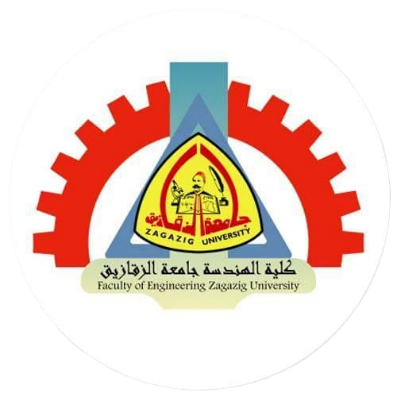 جامعة الزقازيق
ZAGAZIG UNIVERSITY
كلية الهندسة جامعة الزقازيق
Faculty of Engineering Zagazig University